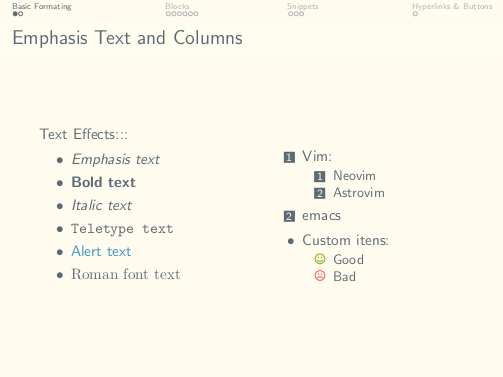 Basic Formating
Blocks
Snippets
Hyperlinks & Buttons
Emphasis Text and Columns
Text Effects:::
• Emphasis text
• Bold text
• Italic text
• Teletype text
• Alert text
• Roman font text
1 Vim:
1 Neovim
2 Astrovim
2 emacs
• Custom itens:
☺ Good
☹ Bad